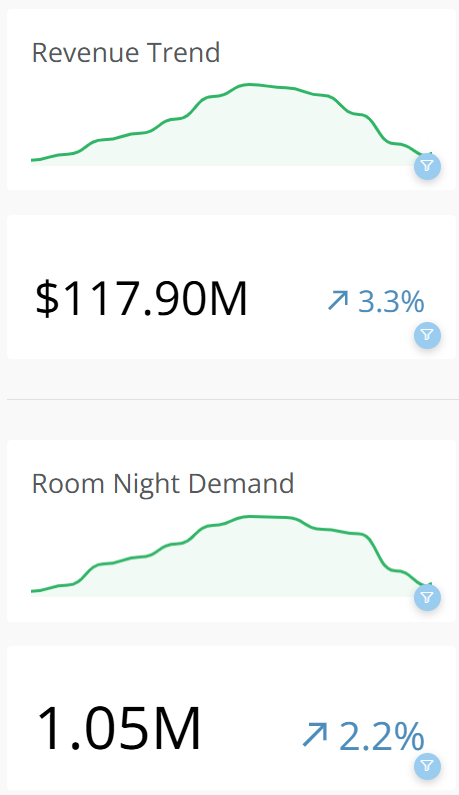 Revenue Trend
$117.90M 3.3%
Room Night Demand
1.05M 2.2%